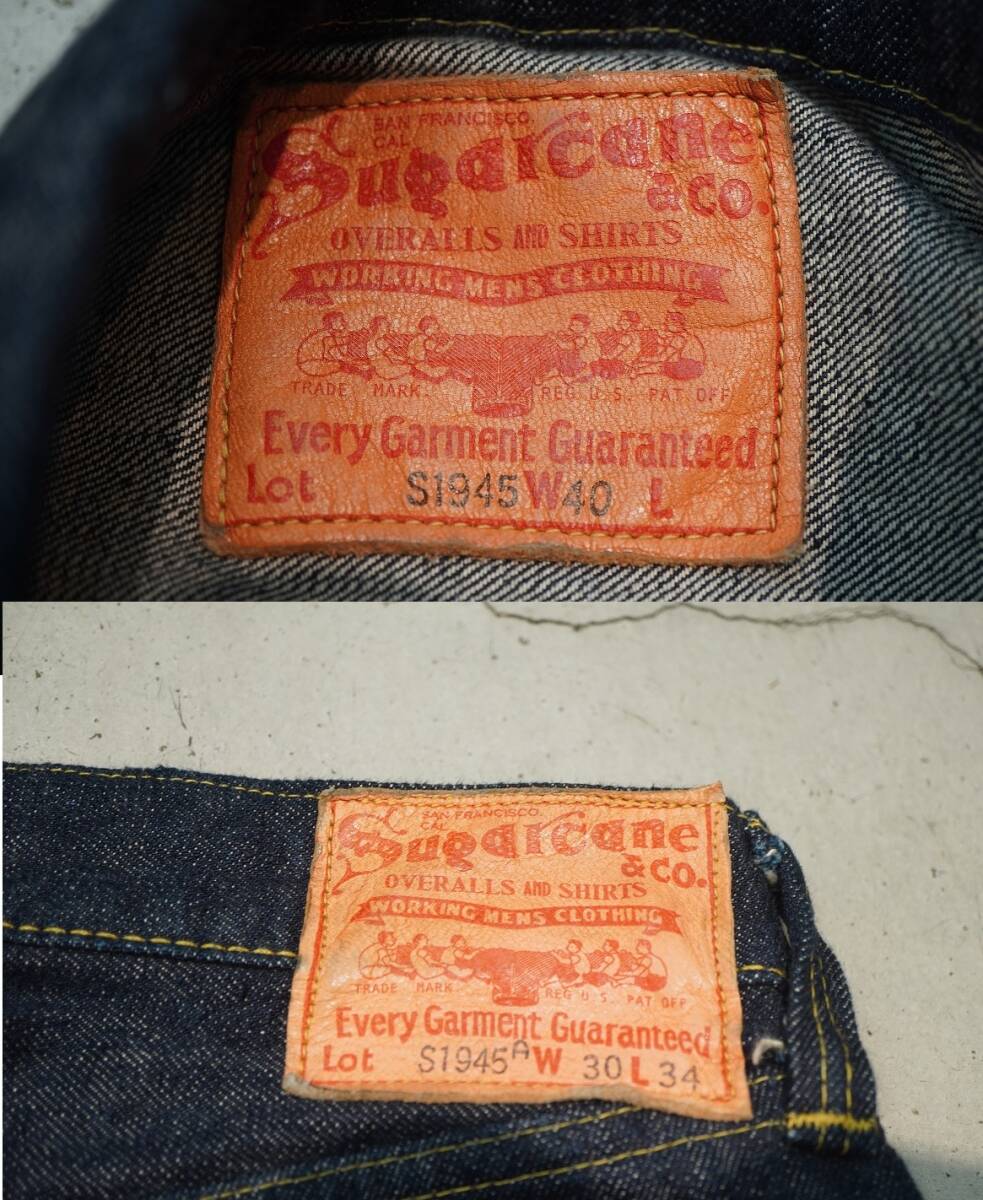 SAN FRANCISCO.
CAL
Sugarcane
& CO.
OVERALLS AND SHIRTS
WORKING MENS CLOTHING
TRADE MARK. REG U.S. PAT OFF
Every Garment Guaranteed
Lot S1945 W 40 L
SAN FRANCISCO.
CAL
Sugarcane
& CO.
OVERALLS AND SHIRTS
WORKING MENS CLOTHING
TRADE MARK. REG U.S. PAT OFF
Every Garment Guaranteed
Lot S1945A W 30 L 34